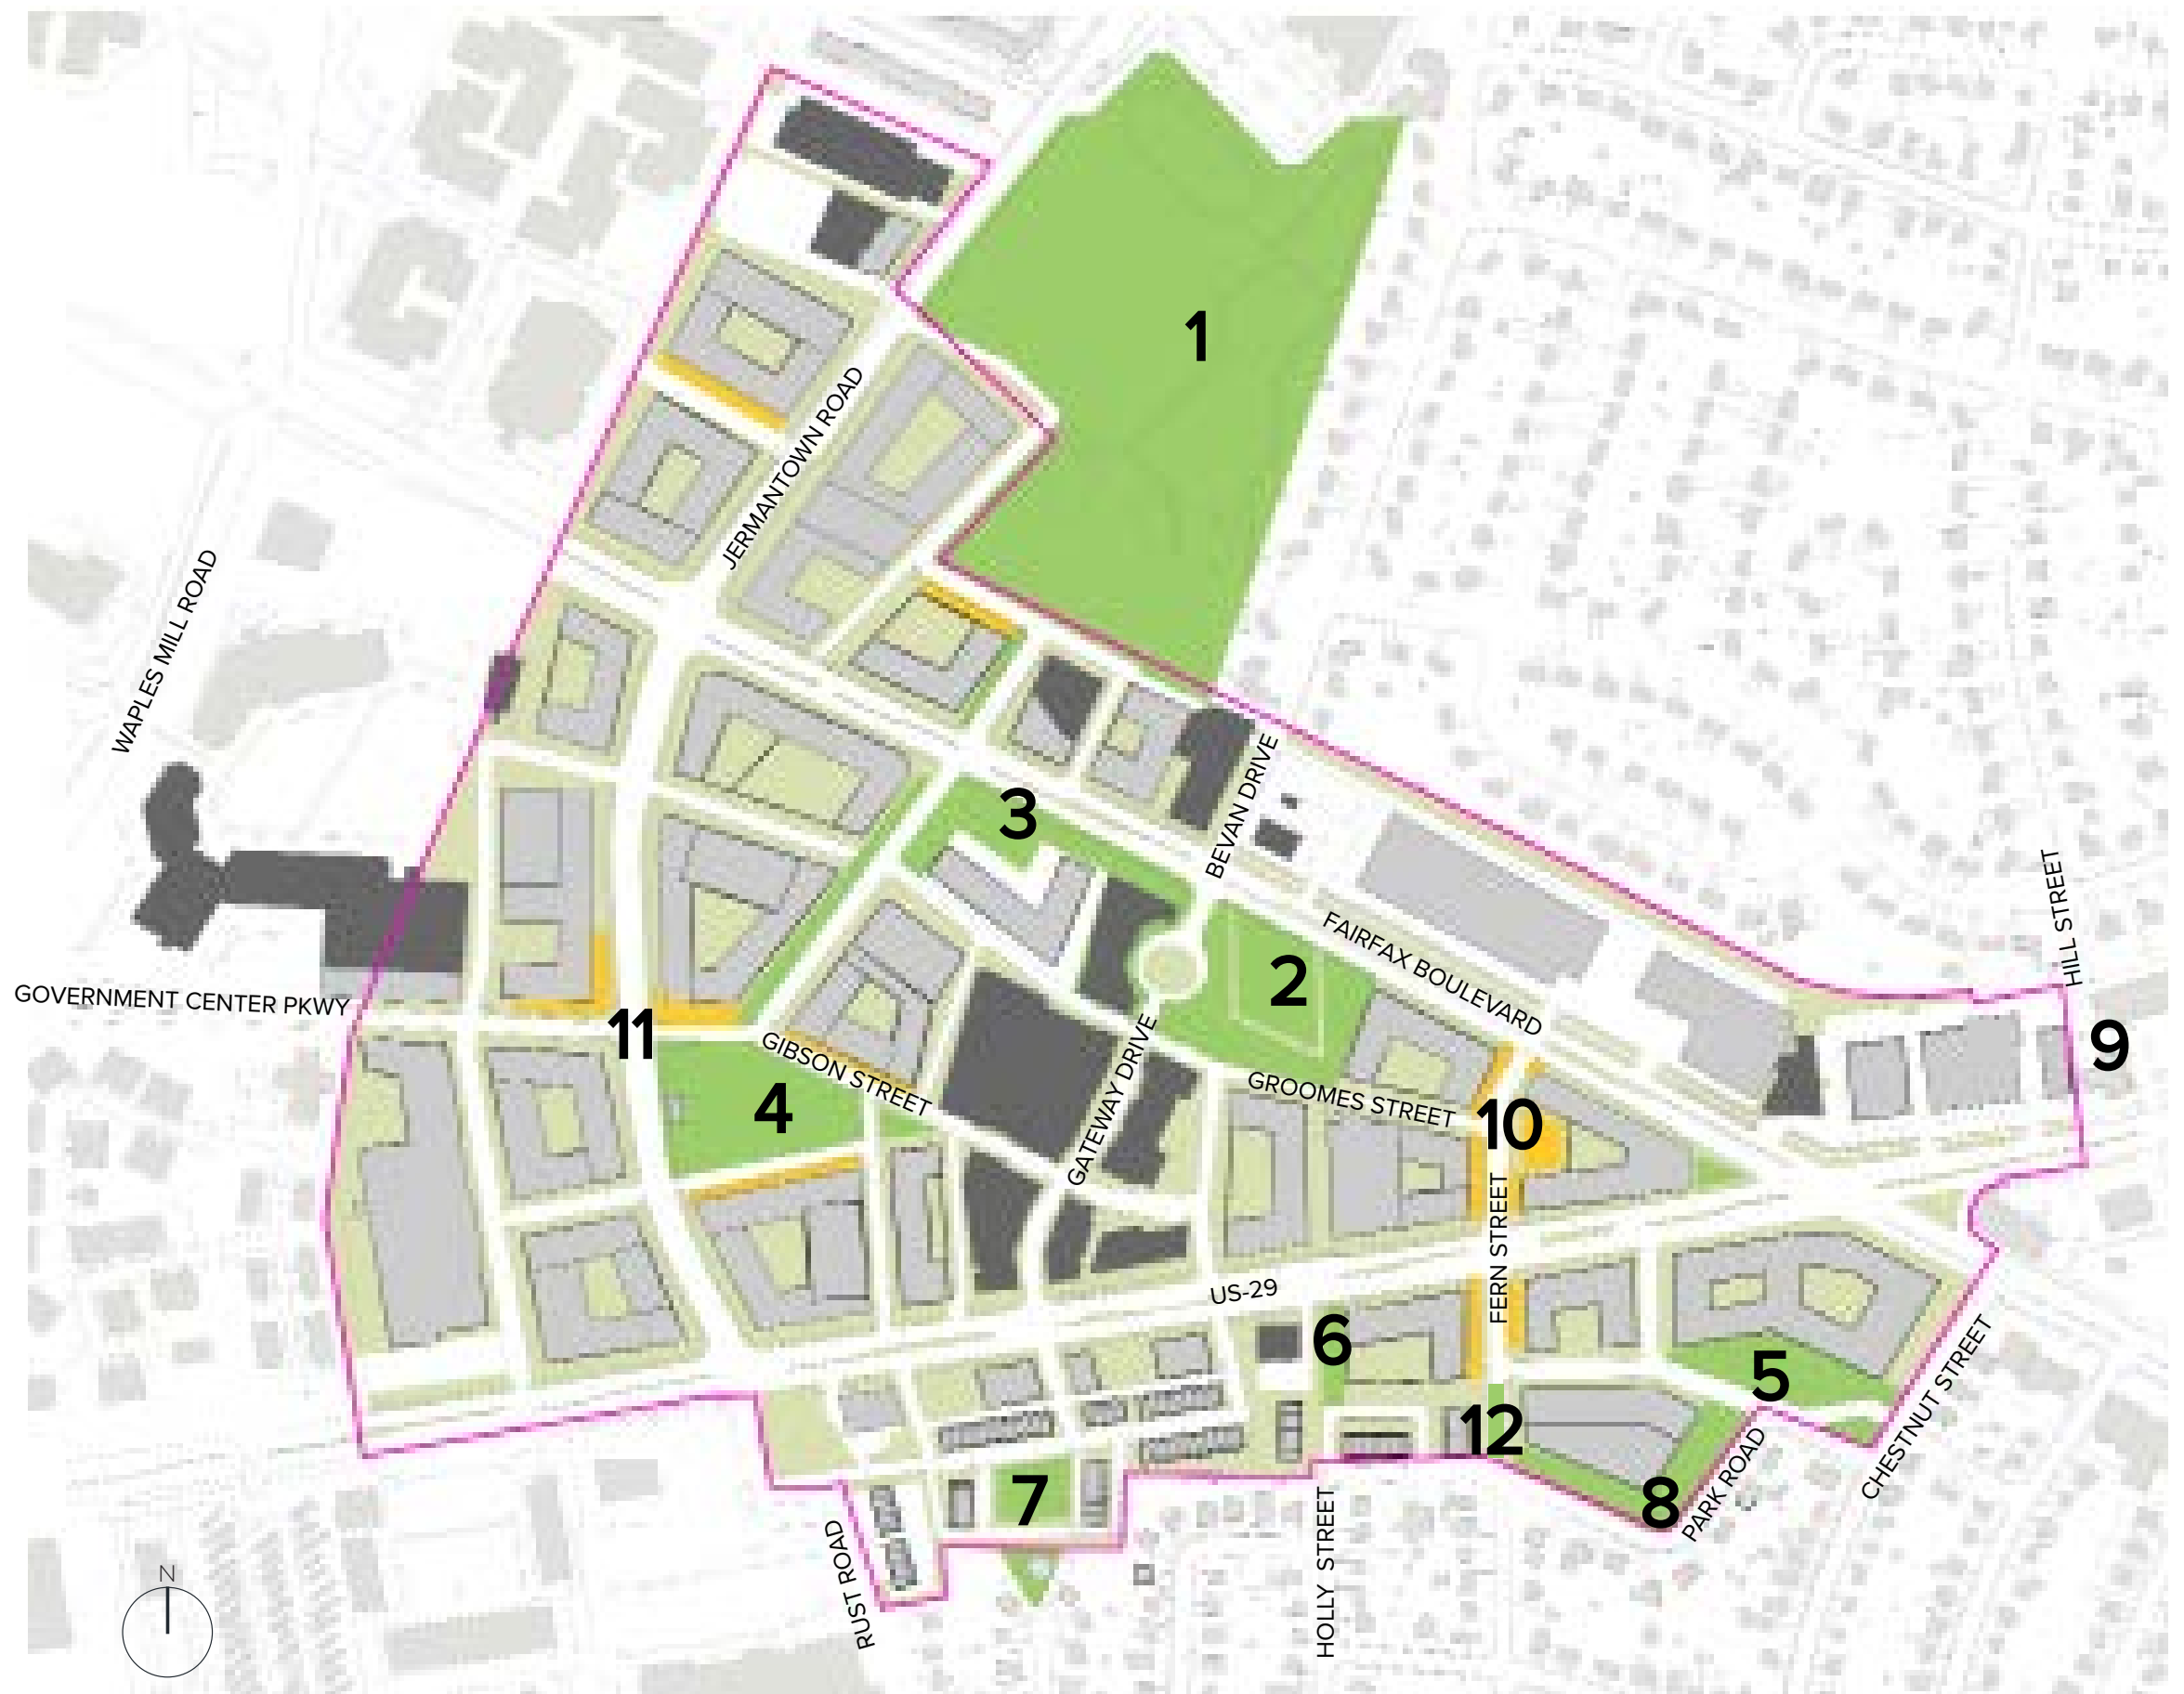 1
JERMANTOWN ROAD
WAPLES MILL ROAD
3
BEVAN DRIVE
HILL STREET
FAIRFAX BOULEVARD
2
GOVERNMENT CENTER PKWY
11
9
GIBSON STREET
4
GATEWAY DRIVE
GROOMES STREET
10
FERN STREET
US-29
6
5
CHESTNUT STREET
12
7
8
PARK ROAD
RUST ROAD
HOLLY STREET
N